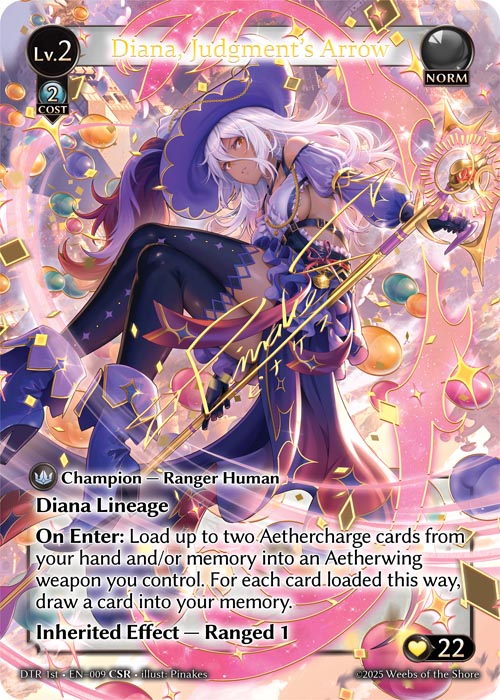 Lv.2
Diana, Judgment's Arrow
NORM
2
COST
Champion — Ranger Human
Diana Lineage
On Enter: Load up to two Aethercharge cards from
your hand and/or memory into an Aetherwing
weapon you control. For each card loaded this way,
draw a card into your memory.
Inherited Effect — Ranged 1
22
DTR 1st • EN-009 CSR • illust: Pinakes
©2025 Weebs of the Shore